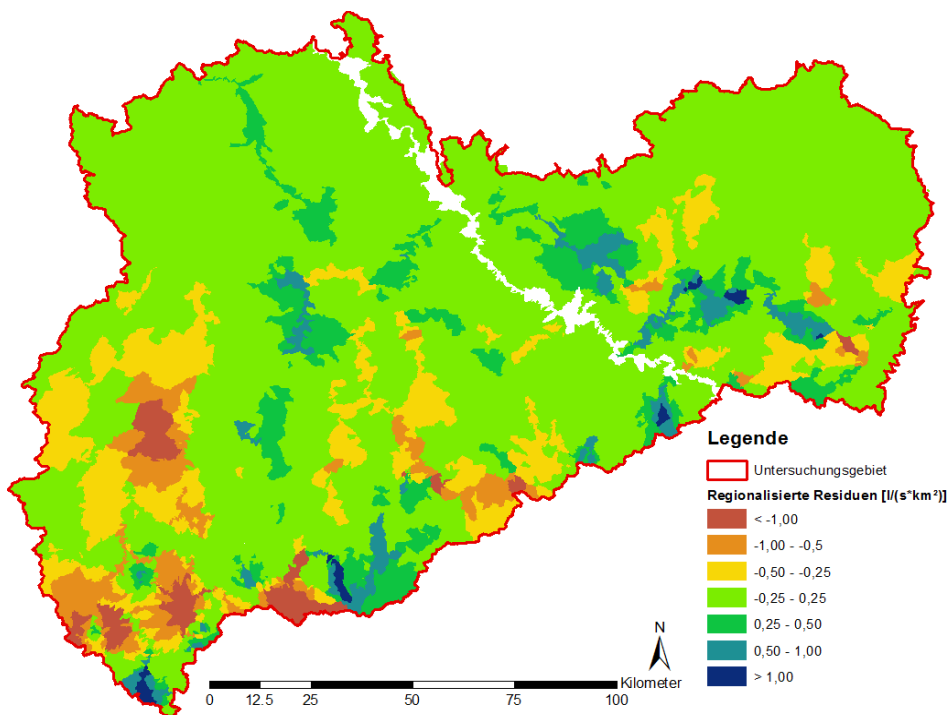 Legende
Untersuchungsgebiet
Regionalisierte Residuen [l/(s*km²)]
< -1,00
-1,00 - -0,5
-0,50 - -0,25
-0,25 - 0,25
0,25 - 0,50
0,50 - 1,00
> 1,00
N
Kilometer
0 12.5 25 50 75 100